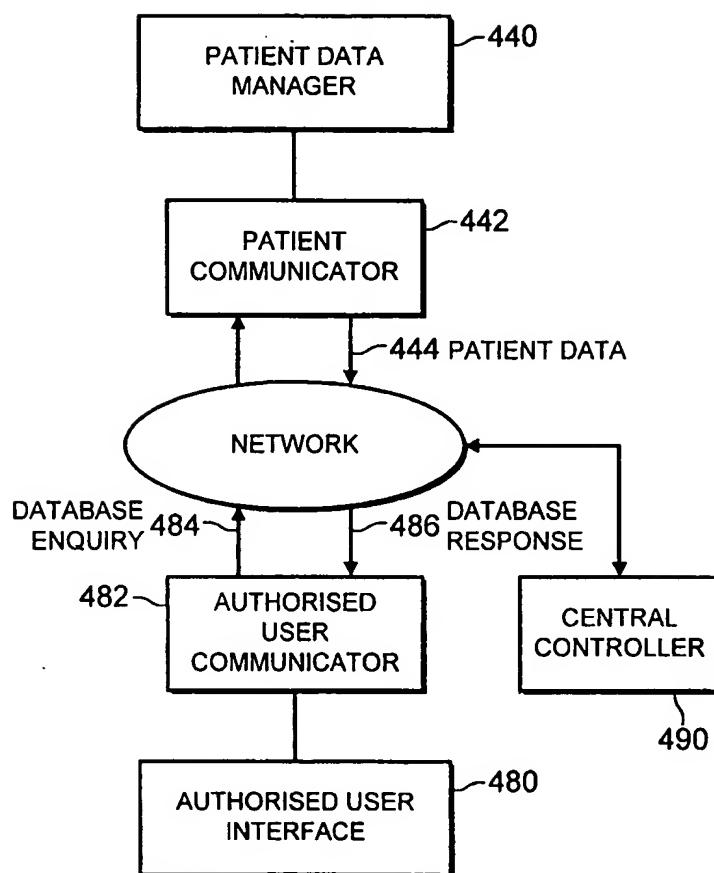 PATIENT DATA
MANAGER
440
PATIENT
COMMUNICATOR
442
444 PATIENT DATA
NETWORK
DATABASE
ENQUIRY
484
486
DATABASE
RESPONSE
482
AUTHORISED
USER
COMMUNICATOR
CENTRAL
CONTROLLER
490
AUTHORISED USER
INTERFACE
480